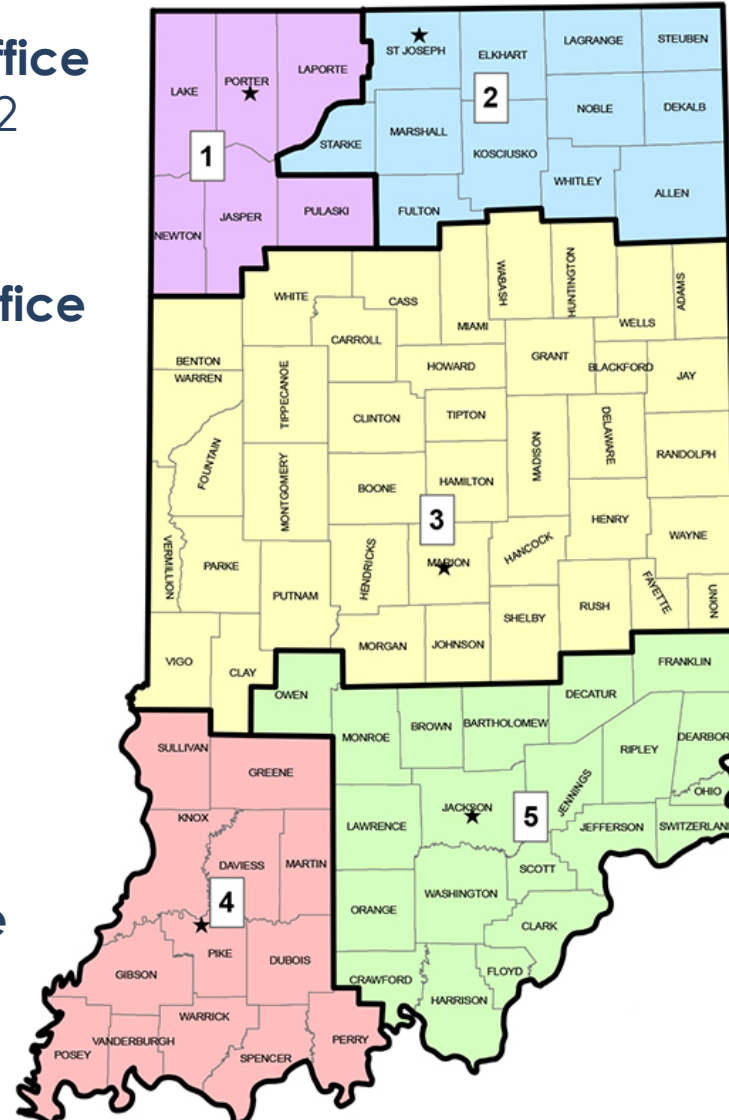 ffice
2
fice
e
LAKE
PORTER
LAPORTE
ST JOSEPH
ELKHART
LAGRANGE
STEUBEN
1
2
STARKE
MARSHALL
KOSCIUSKO
NOBLE
DEKALB
WHITLEY
ALLEN
NEWTON
JASPER
PULASKI
FULTON
WHITE
CASS
MIAMI
WABASH
HUNTINGTON
WELLS
ADAMS
BENTON
WARREN
CARROLL
HOWARD
GRANT
BLACKFORD
JAY
TIPPECANOE
CLINTON
TIPTON
MADISON
DELAWARE
RANDOLPH
FOUNTAIN
MONTGOMERY
BOONE
HAMILTON
3
HENRY
WAYNE
VERMILLION
PARKE
PUTNAM
HENDRICKS
MARION
HANCOCK
RUSH
FAYETTE
UNION
VIGO
CLAY
MORGAN
JOHNSON
SHELBY
OWEN
FRANKLIN
DECATUR
SULLIVAN
GREENE
MONROE
BROWN
BARTHOLOMEW
RIPLEY
DEARBOR
OHIO
KNOX
DAVIESS
MARTIN
LAWRENCE
JACKSON
5
JENNINGS
JEFFERSON
SWITZERLAN
SCOTT
4
ORANGE
WASHINGTON
CLARK
PIKE
GIBSON
DUBOIS
CRAWFORD
FLOYD
HARRISON
WARRICK
POSEY
VANDERBURGH
SPENCER
PERRY